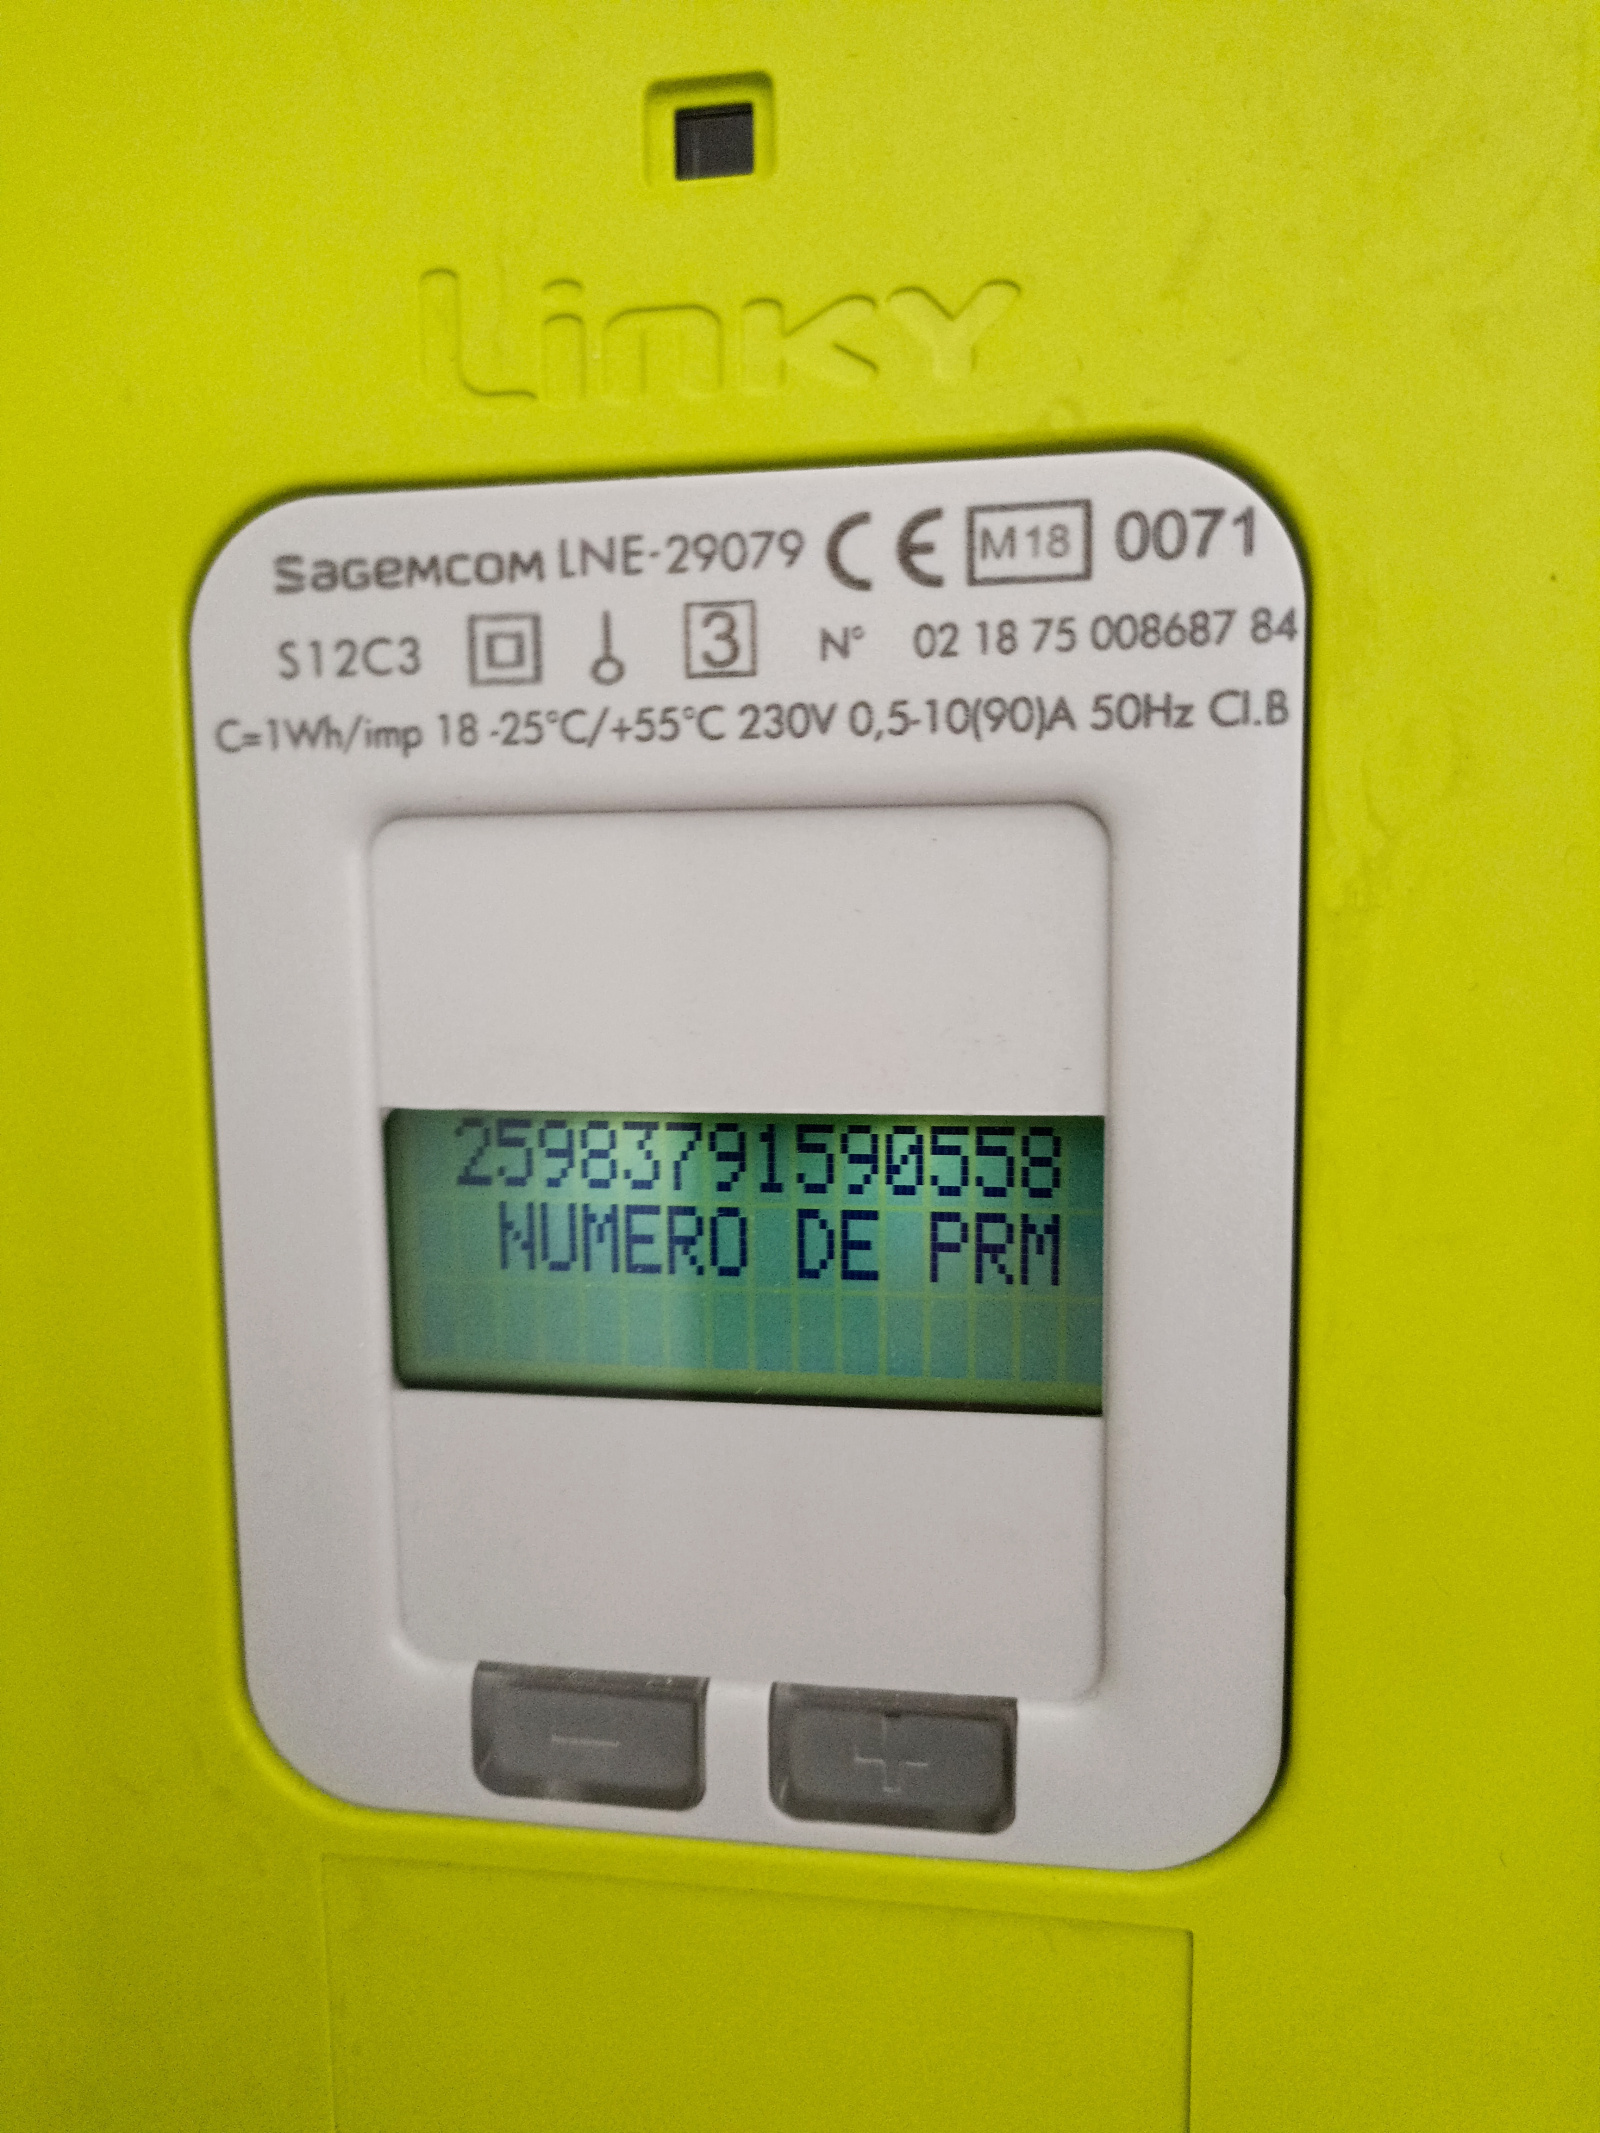 Linky
Sagemcom LNE-29079 CE M18 0071
S12C3 3 N° 02 18 75 008687 84
C=1Wh/imp 18 -25°C/+55°C 230V 0,5-10(90)A 50Hz Cl.B
25983791590558
NUMERO DE PRM
- +